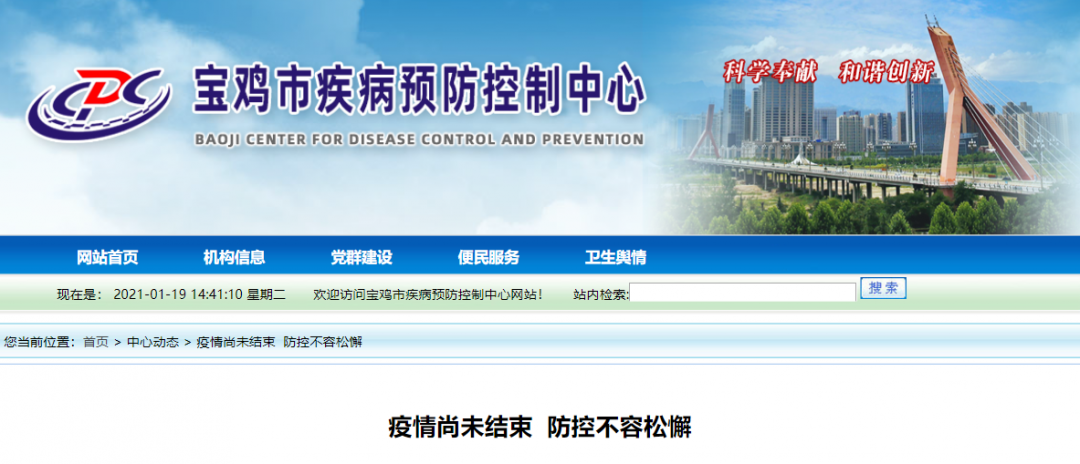 CDC
宝鸡市疾病预防控制中心
BAOJI CENTER FOR DISEASE CONTROL AND PREVENTION
科学奉献 和谐创新
网站首页 机构信息 党群建设 便民服务 卫生舆情
现在是： 2021-01-19 14:41:10 星期二 欢迎访问宝鸡市疾病预防控制中心网站！ 站内检索: 搜索
您当前位置：首页 > 中心动态 > 疫情尚未结束 防控不容松懈
疫情尚未结束 防控不容松懈